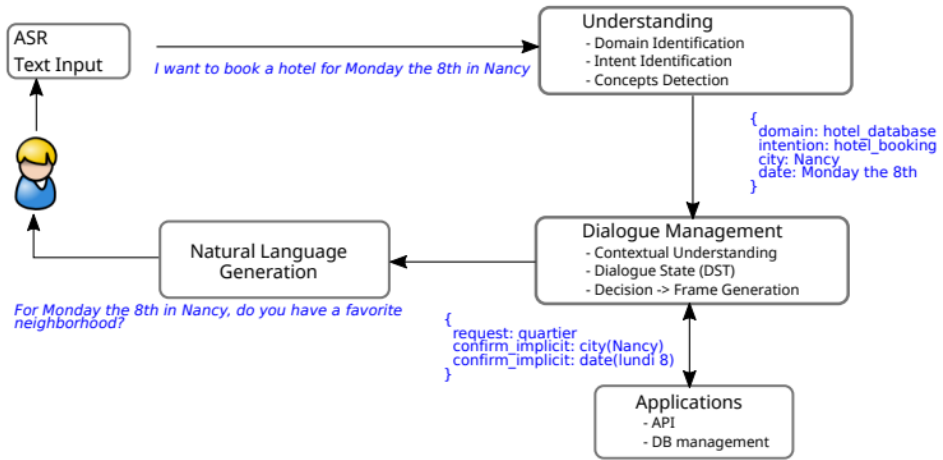 ASR
Text Input
I want to book a hotel for Monday the 8th in Nancy
Understanding
- Domain Identification
- Intent Identification
- Concepts Detection
{
domain: hotel_database
intention: hotel_booking
city: Nancy
date: Monday the 8th
}
Dialogue Management
- Contextual Understanding
- Dialogue State (DST)
- Decision -> Frame Generation
Natural Language
Generation
For Monday the 8th in Nancy, do you have a favorite
neighborhood?
{
request: quartier
confirm_implicit: city(Nancy)
confirm_implicit: date(lundi 8)
}
Applications
- API
- DB management